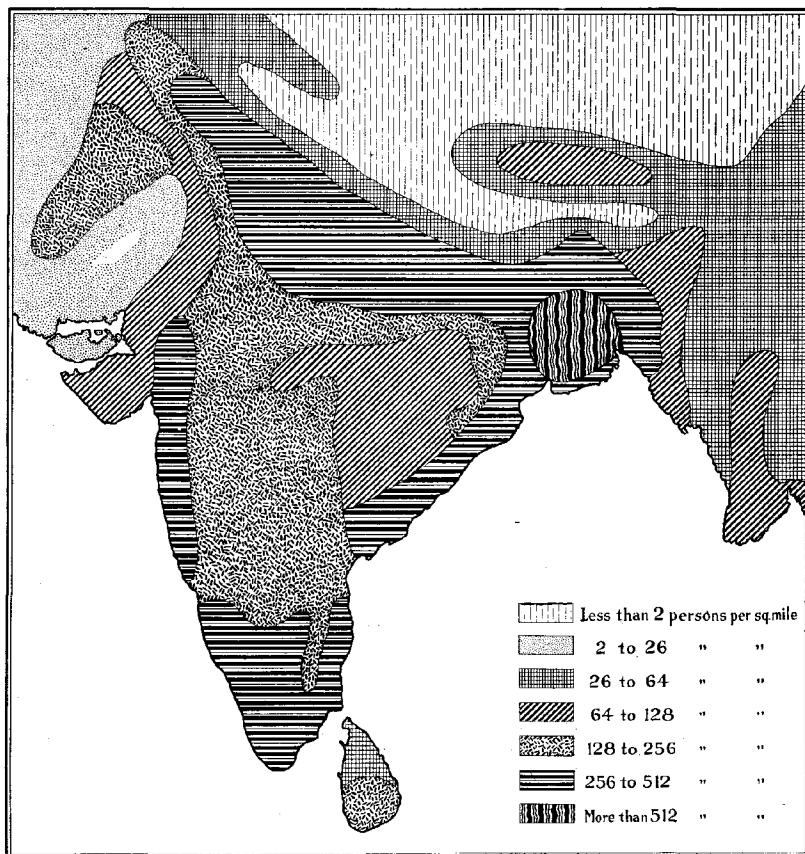 Less than 2 persons per sq.mile
2 to 26 " "
26 to 64 " "
64 to 128 " "
128 to 256 " "
256 to 512 " "
More than 512 " "